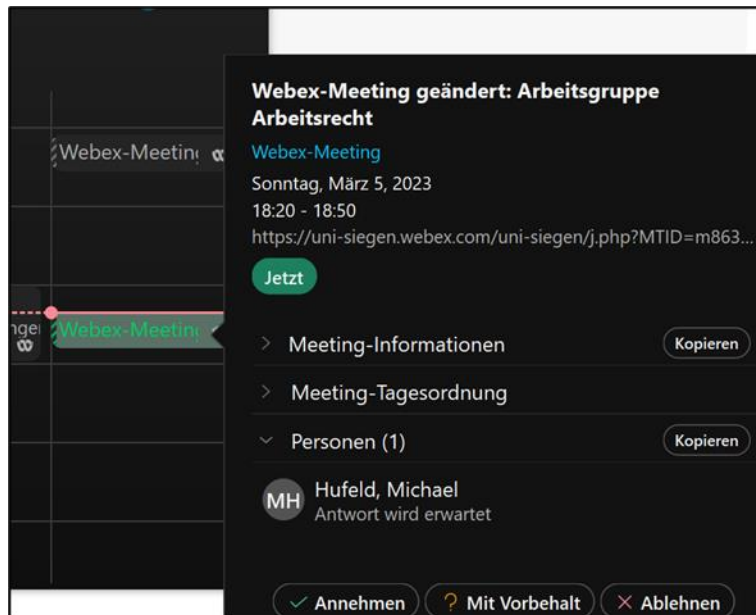 Webex-Meeting geändert: Arbeitsgruppe
Arbeitsrecht
Webex-Meeting
Sonntag, März 5, 2023
18:20 - 18:50
https://uni-siegen.webex.com/uni-siegen/j.php?MTID=m863...
Jetzt
Meeting-Informationen
Kopieren
Meeting-Tagesordnung
Personen (1)
Kopieren
MH
Hufeld, Michael
Antwort wird erwartet
Annehmen
? Mit Vorbehalt
Ablehnen
Webex-Meeting
Webex-Meeting